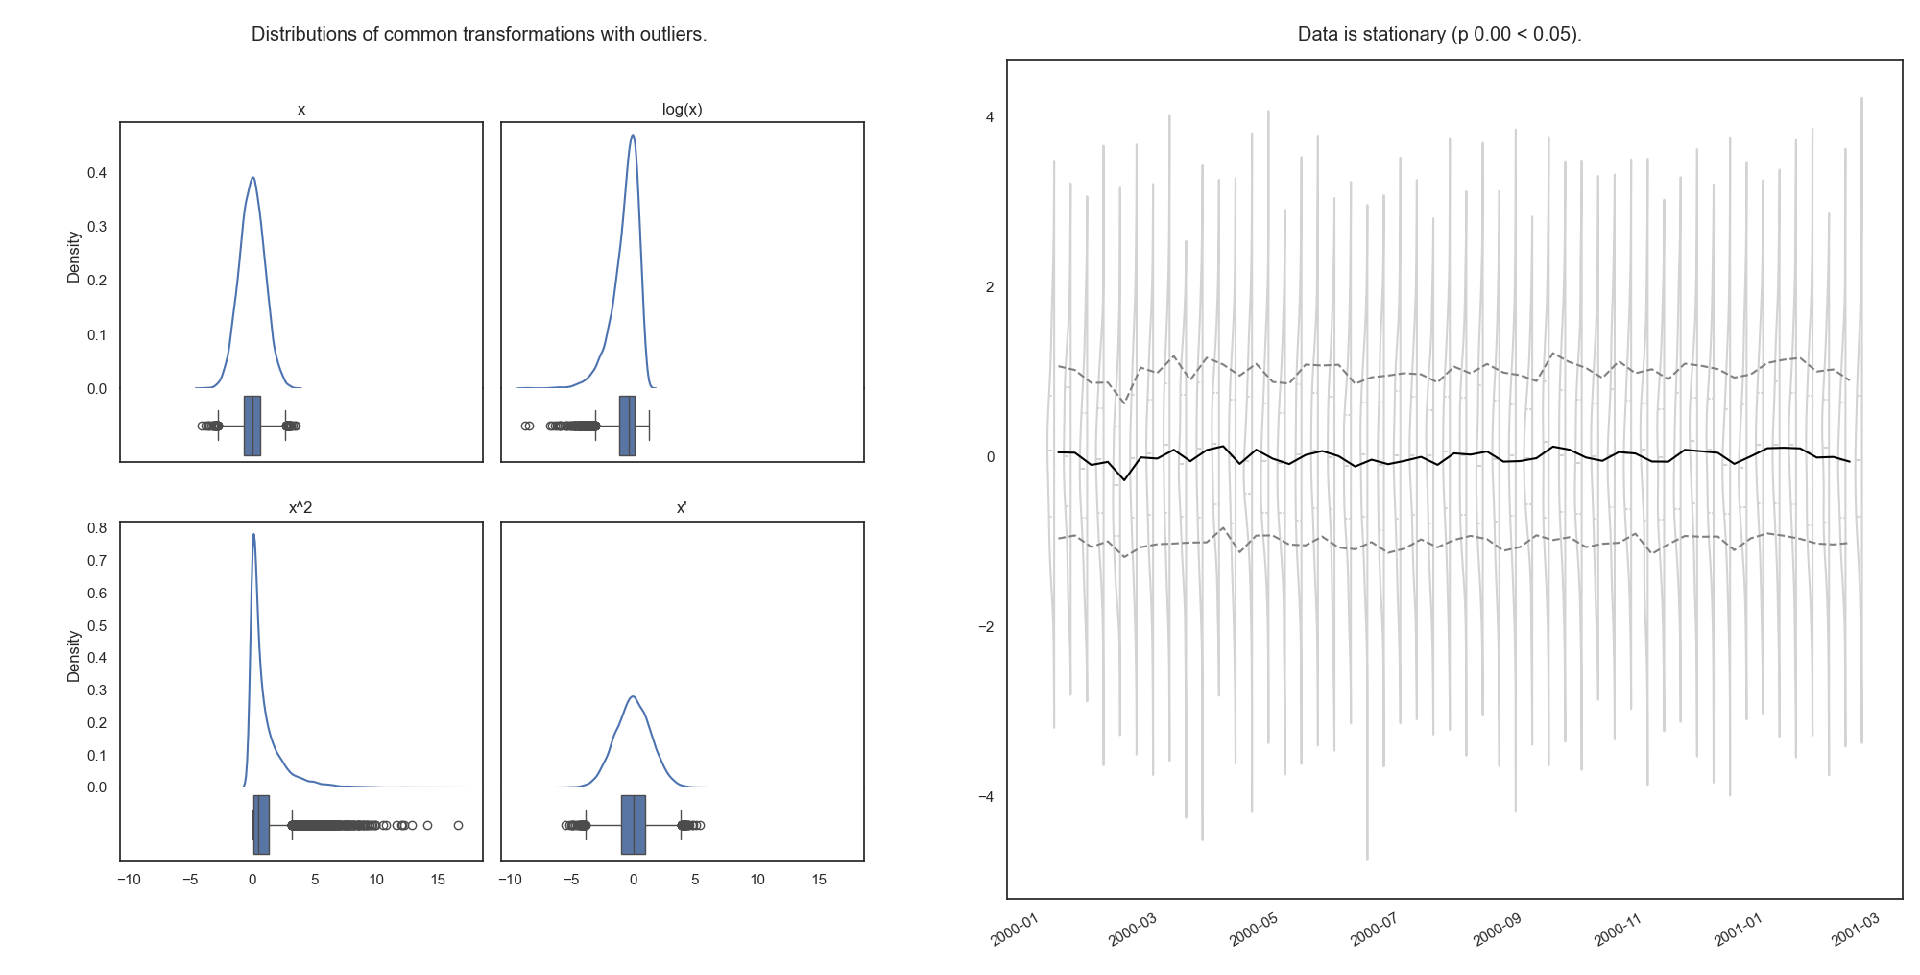 Distributions of common transformations with outliers.
x
log(x)
Density
0.4
0.3
0.2
0.1
0.0
x^2
x'
Density
0.8
0.7
0.6
0.5
0.4
0.3
0.2
0.1
0.0
−10 −5 0 5 10 15
−10 −5 0 5 10 15
Data is stationary (p 0.00 < 0.05).
4
2
0
−2
−4
2000-01 2000-03 2000-05 2000-07 2000-09 2000-11 2001-01 2001-03